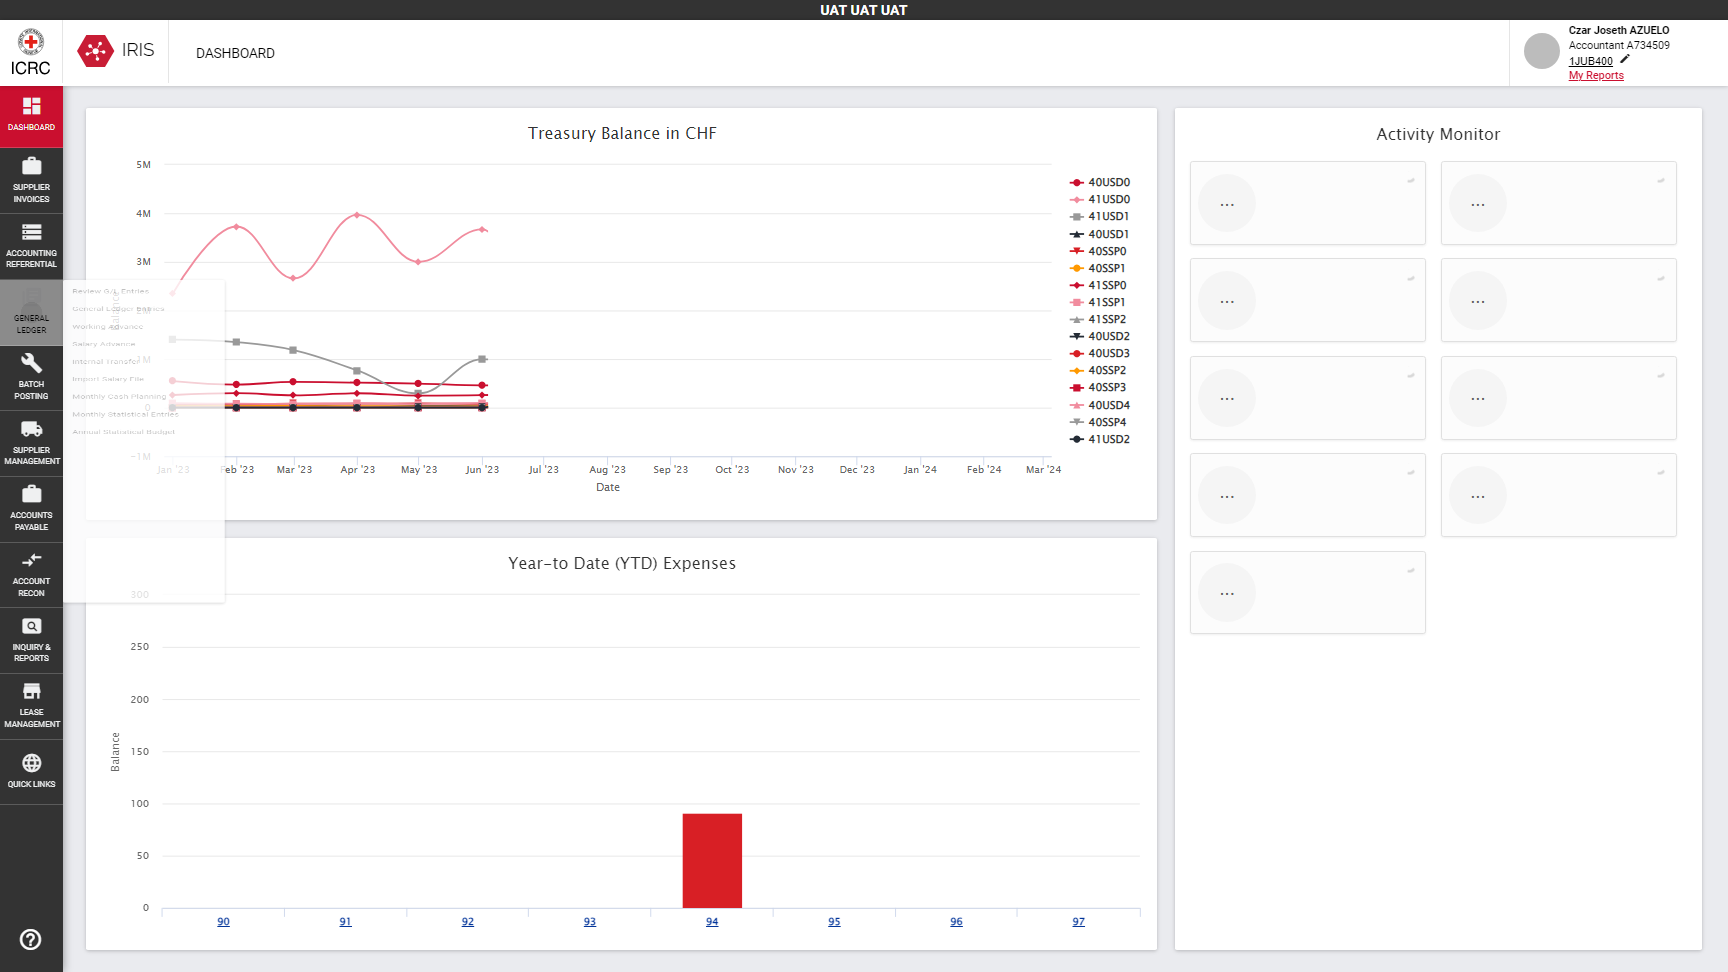 UAT UAT UAT
ICRC
IRIS
DASHBOARD
Czar Joseth AZUELO
Accountant A734509
1JUB400
My Reports
DASHBOARD
SUPPLIER
INVOICES
ACCOUNTING
REFERENTIAL
GENERAL
LEDGER
BATCH
POSTING
SUPPLIER
MANAGEMENT
ACCOUNTS
PAYABLE
ACCOUNT
RECON
INQUIRY &
REPORTS
LEASE
MANAGEMENT
QUICK LINKS
Review G/L Entries
General Ledger Entries
Working Advance
Salary Advance
Internal Transfer
Import Salary File
Monthly Cash Planning
Monthly Statistical Entries
Annual Statistical Budget
Treasury Balance in CHF
5M
4M
3M
2M
1M
0
-1M
Balance
Jan '23
Feb '23
Mar '23
Apr '23
May '23
Jun '23
Jul '23
Aug '23
Sep '23
Oct '23
Nov '23
Dec '23
Jan '24
Feb '24
Mar '24
Date
40USD0
41USD0
41USD1
40USD1
40SSP0
40SSP1
41SSP0
41SSP1
41SSP2
40USD2
40USD3
40SSP2
40SSP3
40USD4
40SSP4
41USD2
Year-to Date (YTD) Expenses
300
250
200
150
100
50
0
Balance
90
91
92
93
94
95
96
97
Activity Monitor
...
...
...
...
...
...
...
...
...